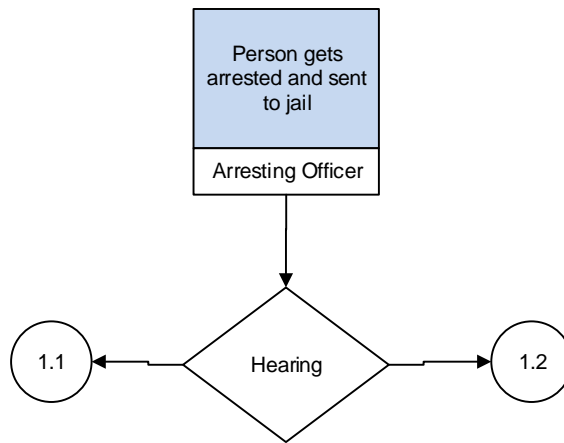 Person gets
arrested and sent
to jail
Arresting Officer
1.1
Hearing
1.2